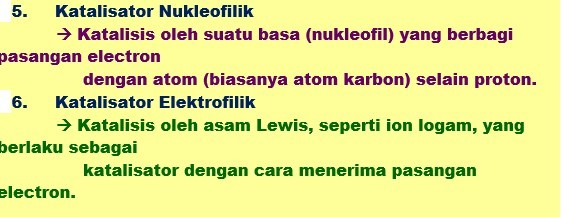 5. Katalisator Nukleofilik
→ Katalisis oleh suatu basa (nukleofil) yang berbagi
pasangan electron
dengan atom (biasanya atom karbon) selain proton.
6. Katalisator Elektrofilik
→ Katalisis oleh asam Lewis, seperti ion logam, yang
berlaku sebagai
katalisator dengan cara menerima pasangan
electron.